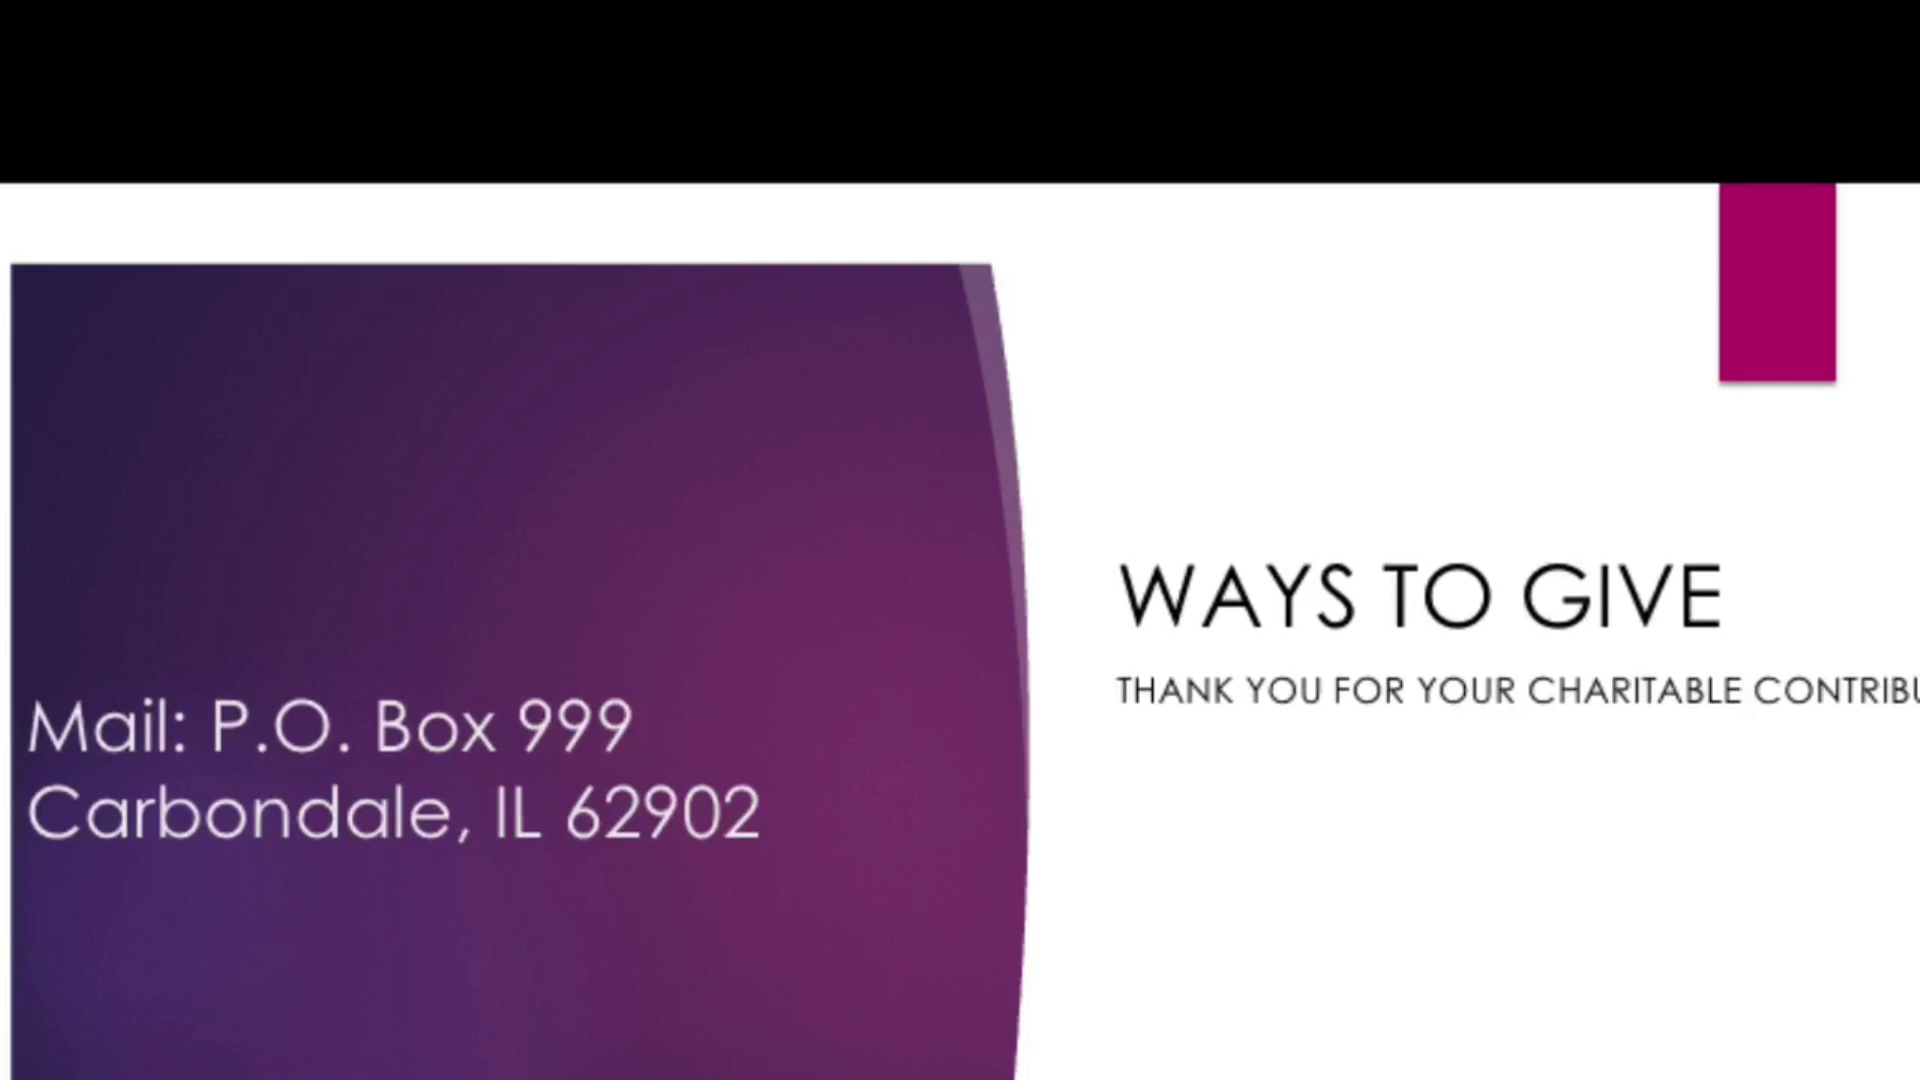 Mail: P.O. Box 999
Carbondale, IL 62902
WAYS TO GIVE
THANK YOU FOR YOUR CHARITABLE